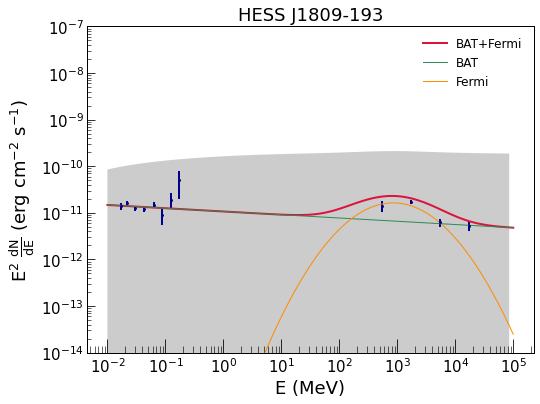 HESS J1809-193
E² dN/dE (erg cm⁻² s⁻¹)
10⁻⁷
10⁻⁸
10⁻⁹
10⁻¹⁰
10⁻¹¹
10⁻¹²
10⁻¹³
10⁻¹⁴
BAT+Fermi
BAT
Fermi
10⁻² 10⁻¹ 10⁰ 10¹ 10² 10³ 10⁴ 10⁵
E (MeV)